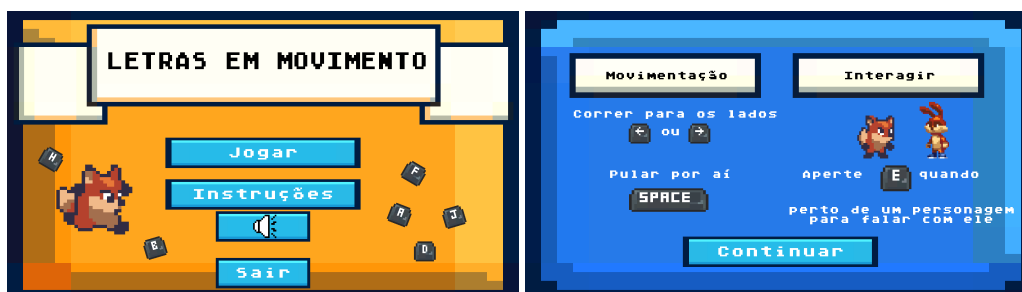 LETRAS EM MOVIMENTO
Jogar
Instruções
Sair
H
E
F
A
J
D
Movimentação
Correr para os lados
← ou →
Pular por aí
SPACE
Interagir
Aperte E quando
perto de um personagem
para falar com ele
Continuar